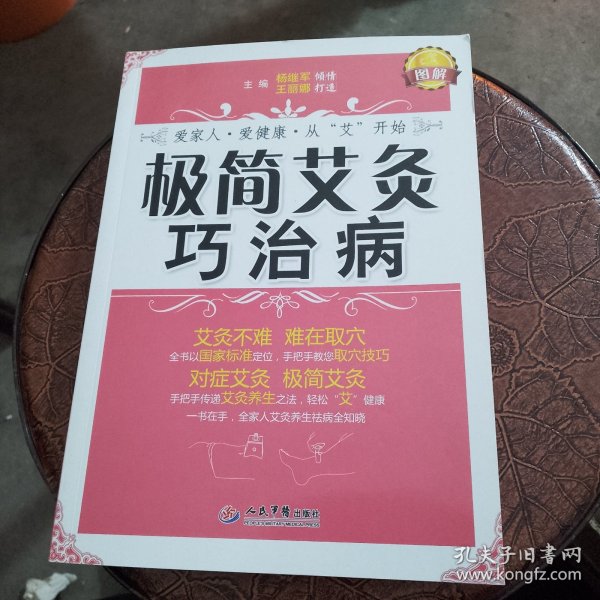 主编 杨继军 倾情
王丽娜 打造
图解
爱家人·爱健康·从“艾”开始
极简艾灸
巧治病
艾灸不难 难在取穴
全书以国家标准定位，手把手教您取穴技巧
对症艾灸 极简艾灸
手把手传递艾灸养生之法，轻松“艾”健康
一书在手，全家人艾灸养生祛病全知晓
人民军医出版社
PEOPLE'S MILITARY MEDICAL PRESS
孔夫子旧书网
www.kongfz.com